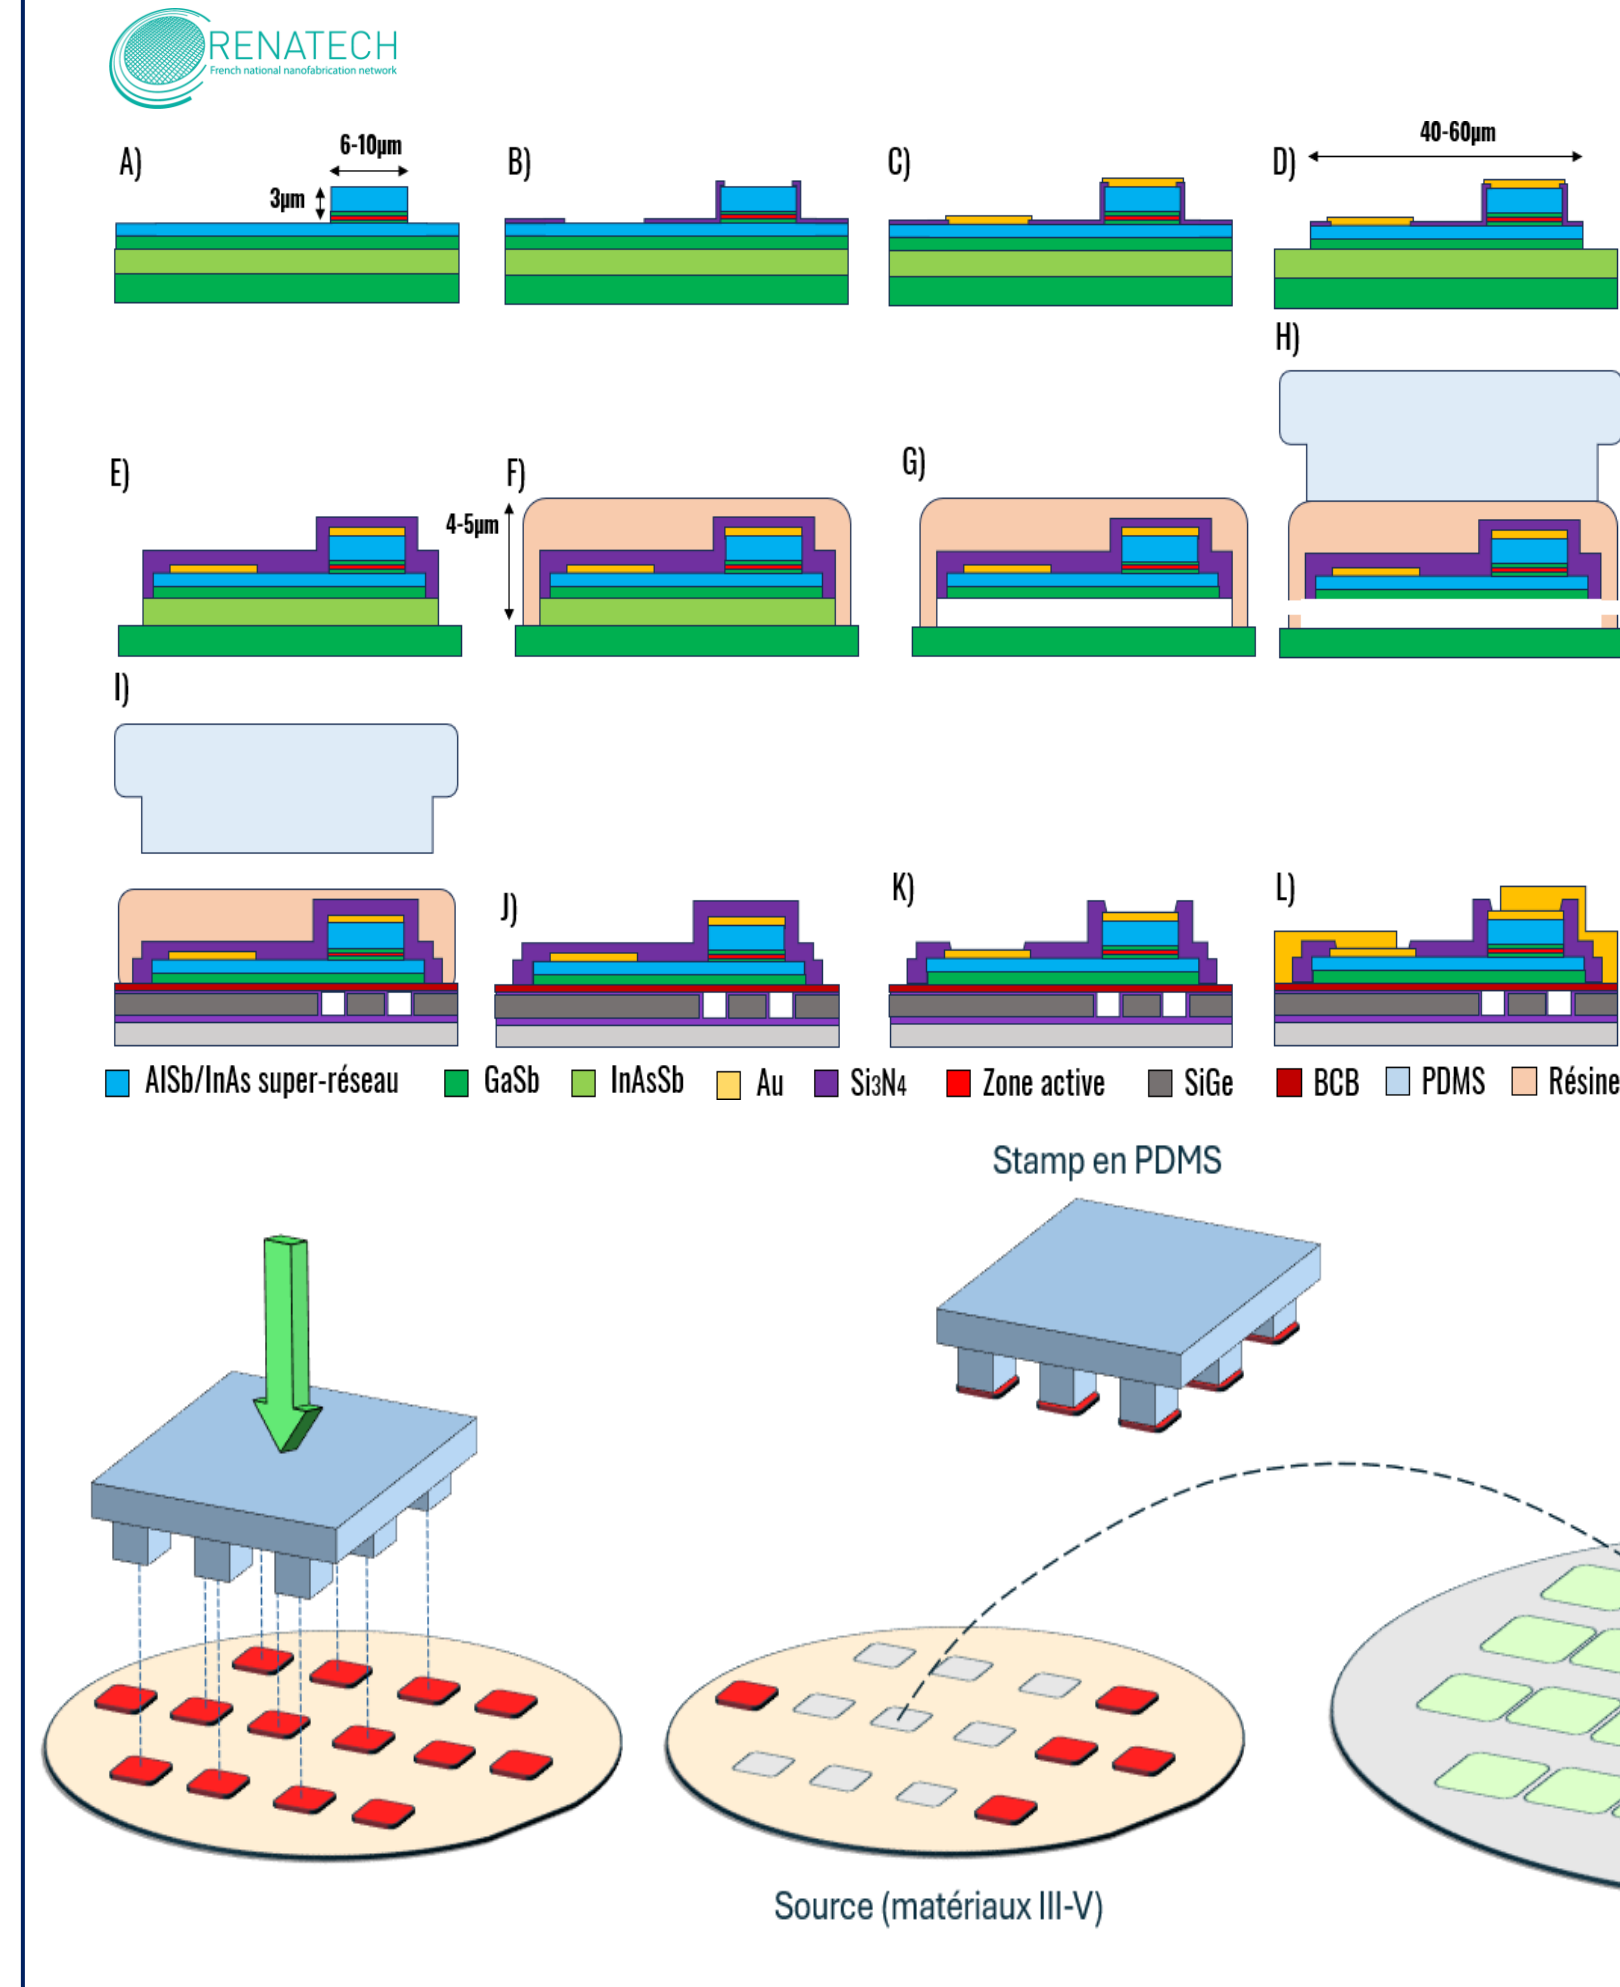 RENATECH
French national nanofabrication network
A)
6-10µm
3µm
B)
C)
D)
40-60µm
E)
F)
4-5µm
G)
H)
I)
J)
K)
L)
AlSb/InAs super-réseau
GaSb
InAsSb
Au
Si3N4
Zone active
SiGe
BCB
PDMS
Résine
Stamp en PDMS
Source (matériaux III-V)